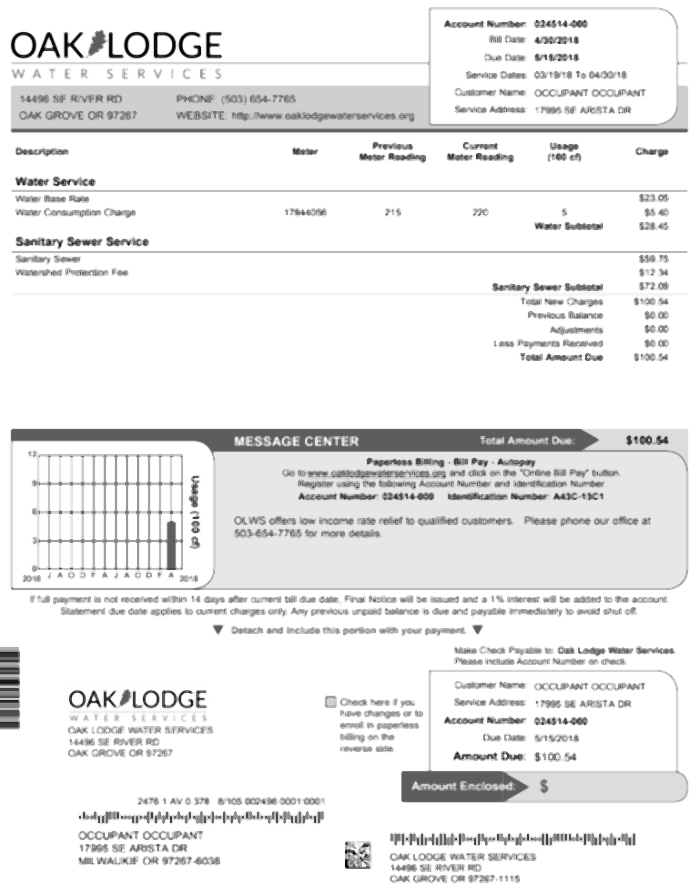 OAK LODGE
WATER SERVICES
14496 SE RIVER RD
OAK GROVE OR 97267
PHONE: (503) 654-7765
WEBSITE: http://www.oaklodgewaterservices.org
Account Number: 024514-000
Bill Date: 4/30/2018
Due Date: 5/15/2018
Service Dates: 03/19/18 To 04/30/18
Customer Name: OCCUPANT OCCUPANT
Service Address: 17995 SE ARISTA DR
Description Meter Previous Meter Reading Current Meter Reading Usage (100 cf) Charge
Water Service
Water Base Rate $23.05
Water Consumption Charge 215 220 5 $5.40
Water Subtotal $28.45
Sanitary Sewer Service
Sanitary Sewer $59.75
Watershed Protection Fee $12.34
Sanitary Sewer Subtotal $72.09
Total New Charges $100.54
Previous Balance $0.00
Adjustments $0.00
Less Payments Received $0.00
Total Amount Due $100.54
MESSAGE CENTER
Total Amount Due: $100.54
12
9
6
3
0
2018 J A O D F A J A O D F A 2018
Usage (100 cf)
Paperless Billing - Bill Pay - Autopay
Go to www.oaklodgewaterservices.org and click on the "Online Bill Pay" button.
Register using the following Account Number and Identification Number:
Account Number: 024514-000 Identification Number: A43C-13C1
OLWS offers low income rate relief to qualified customers. Please phone our office at
503-654-7765 for more details.
If full payment is not received within 14 days after current bill due date, Final Notice will be issued and a 1% interest will be added to the account.
Statement due date applies to current charges only. Any previous unpaid balance is due and payable immediately to avoid shut off.
▼ Detach and include this portion with your payment ▼
Make Check Payable to: Oak Lodge Water Services.
Please include Account Number on check.
OAK LODGE
WATER SERVICES
OAK LODGE WATER SERVICES
14496 SE RIVER RD
OAK GROVE OR 97267
Check here if you
have changes or to
enroll in paperless
billing on the
reverse side
Customer Name: OCCUPANT OCCUPANT
Service Address: 17995 SE ARISTA DR
Account Number: 024514-000
Due Date: 5/15/2018
Amount Due: $100.54
Amount Enclosed: $
2476 1 AV 0.378 8/105 002496 0001:0001
OCCUPANT OCCUPANT
17995 SE ARISTA DR
MILWAUKIE OR 97267-6038
OAK LODGE WATER SERVICES
14496 SE RIVER RD
OAK GROVE OR 97267-1115